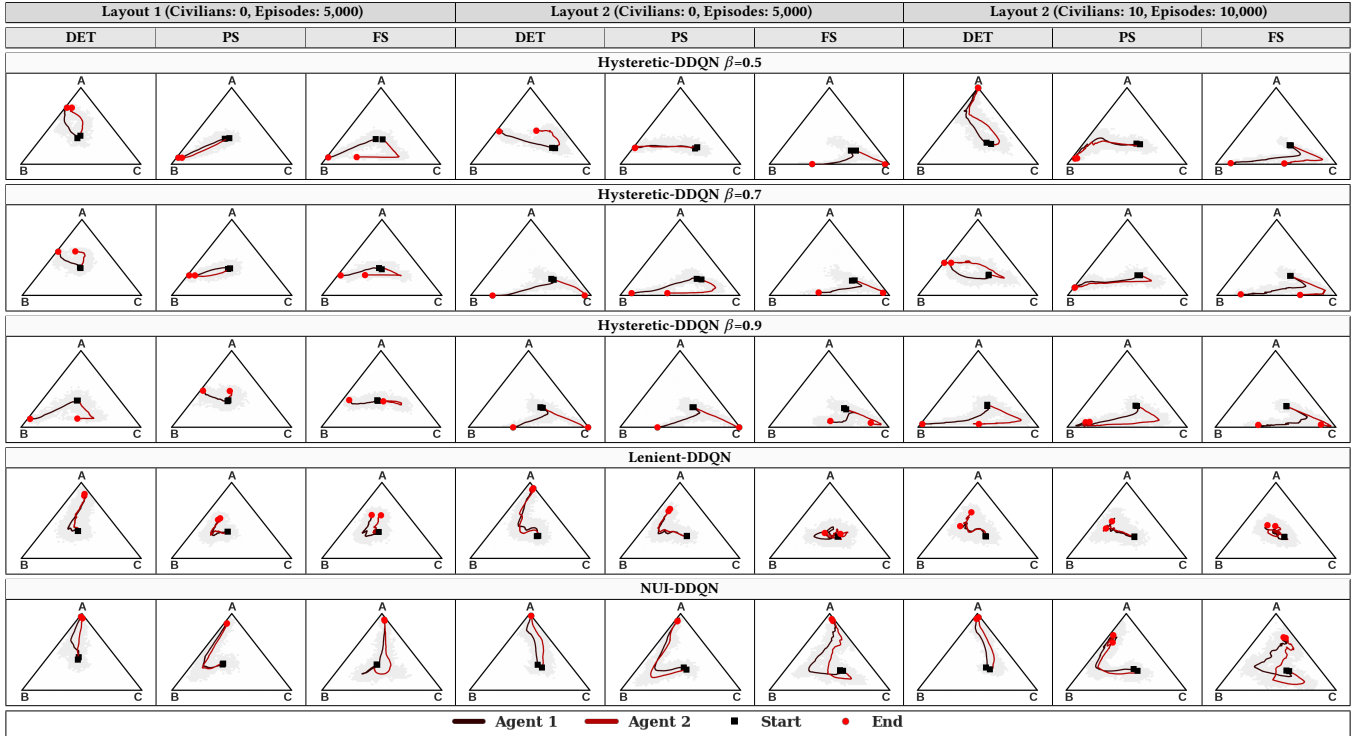 Layout 1 (Civilians: 0, Episodes: 5,000) Layout 2 (Civilians: 0, Episodes: 5,000) Layout 2 (Civilians: 10, Episodes: 10,000)
DET PS FS DET PS FS DET PS FS
Hysteretic-DDQN β=0.5
A A A A A A A A A
B C B C B C B C B C B C B C B C B C
Hysteretic-DDQN β=0.7
A A A A A A A A A
B C B C B C B C B C B C B C B C B C
Hysteretic-DDQN β=0.9
A A A A A A A A A
B C B C B C B C B C B C B C B C B C
Lenient-DDQN
A A A A A A A A A
B C B C B C B C B C B C B C B C B C
NUI-DDQN
A A A A A A A A A
B C B C B C B C B C B C B C B C B C
Agent 1 Agent 2 Start End